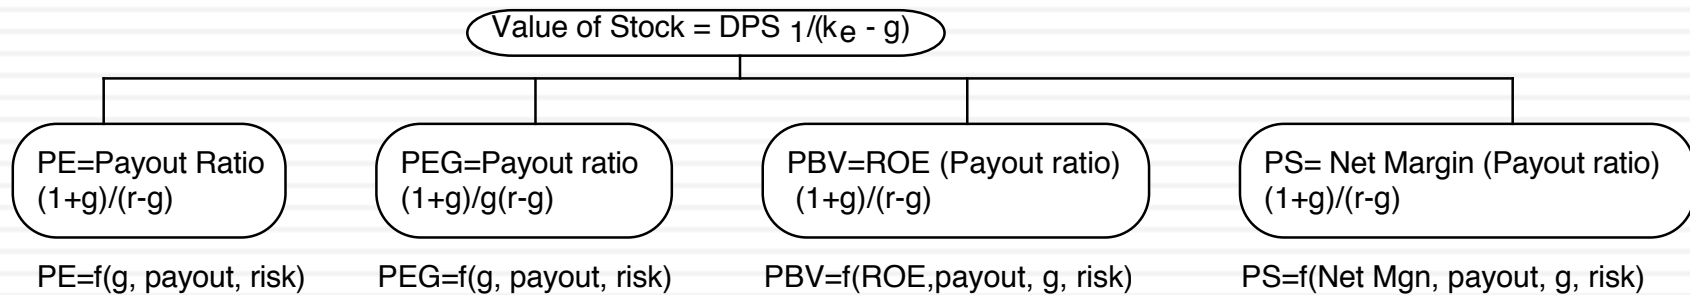 Value of Stock = DPS 1/(ke - g)
PE=Payout Ratio
(1+g)/(r-g)
PEG=Payout ratio
(1+g)/g(r-g)
PBV=ROE (Payout ratio)
(1+g)/(r-g)
PS= Net Margin (Payout ratio)
(1+g)/(r-g)
PE=f(g, payout, risk)
PEG=f(g, payout, risk)
PBV=f(ROE,payout, g, risk)
PS=f(Net Mgn, payout, g, risk)